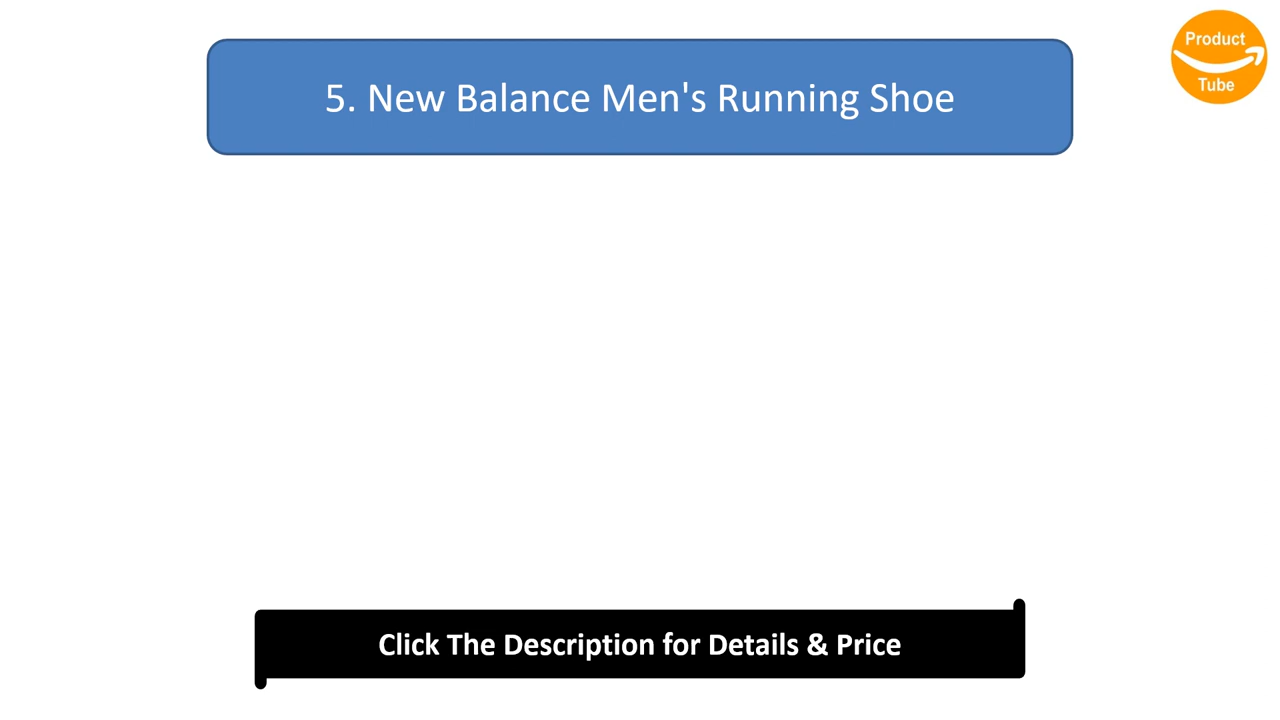 5. New Balance Men's Running Shoe
Product
Tube
Click The Description for Details & Price